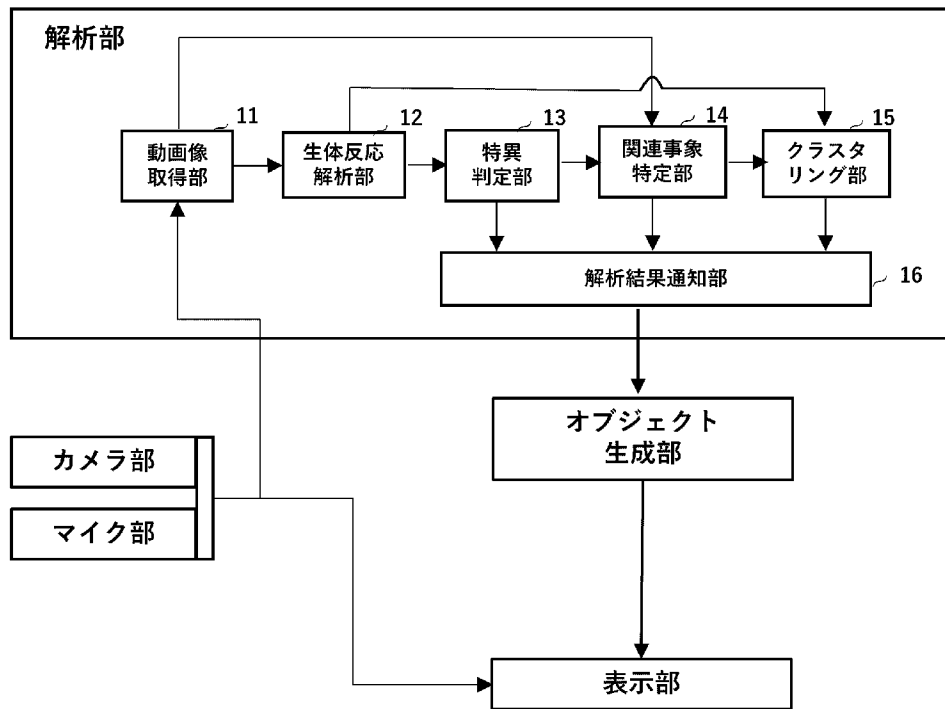 解析部
11
12
13
14
15
動画像
取得部
生体反応
解析部
特異
判定部
関連事象
特定部
クラスタ
リング部
解析結果通知部
16
オブジェクト
生成部
カメラ部
マイク部
表示部